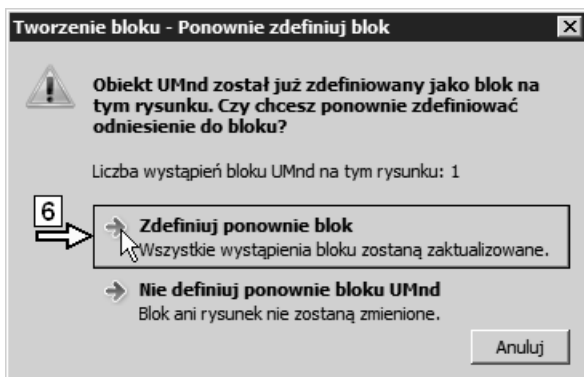 Tworzenie bloku - Ponownie zdefiniuj blok
Obiekt UMnd został już zdefiniowany jako blok na
tym rysunku. Czy chcesz ponownie zdefiniować
odniesienie do bloku?
Liczba wystąpień bloku UMnd na tym rysunku: 1
6
Zdefiniuj ponownie blok
Wszystkie wystąpienia bloku zostaną zaktualizowane.
Nie definiuj ponownie bloku UMnd
Blok ani rysunek nie zostaną zmienione.
Anuluj